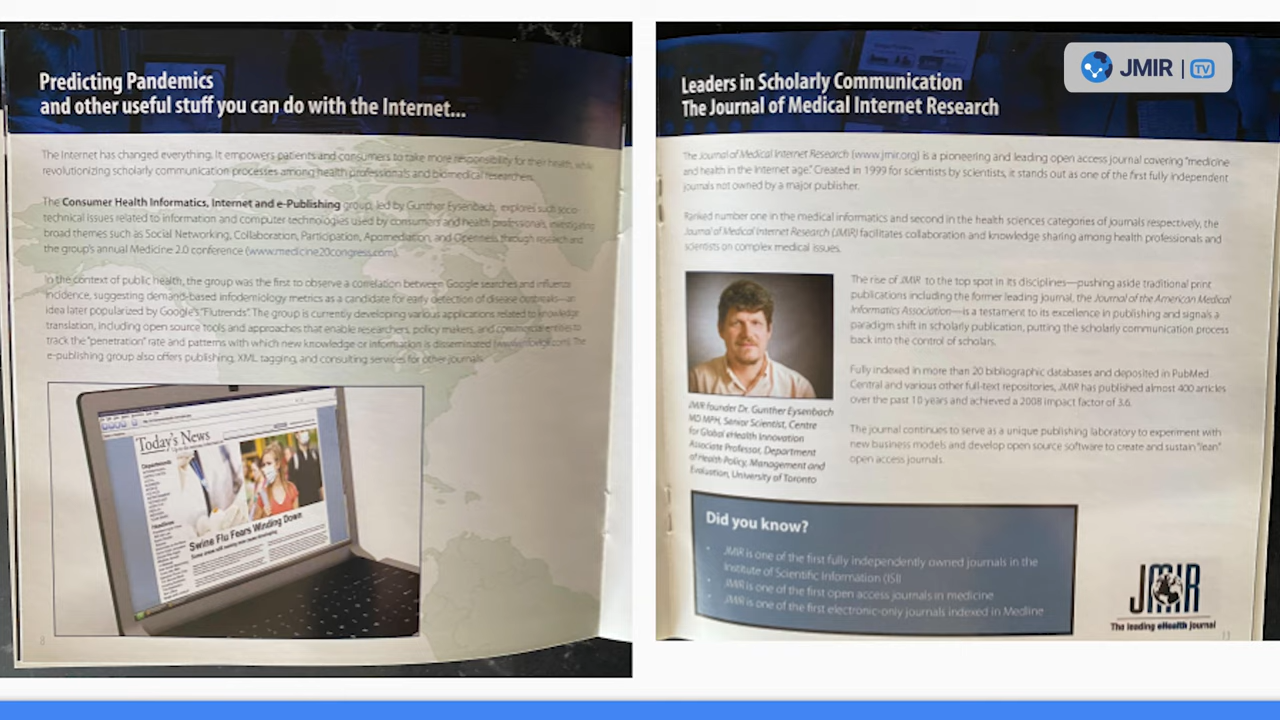 Predicting Pandemics
and other useful stuff you can do with the Internet...
The Internet has changed everything. It empowers patients and consumers to take more responsibility for their health, while
revolutionizing scholarly communication processes among health professionals and biomedical researchers.
The Consumer Health Informatics, Internet and e-Publishing group, led by Gunther Eysenbach, explores such socio-
technical issues related to information and computer technologies used by consumers and health professionals, investigating
broad themes such as Social Networking, Collaboration, Participation, Apomediation, and Openness, through research and
the group's annual Medicine 2.0 conference (www.medicine20congress.com).
In the context of public health, the group was the first to observe a correlation between Google searches and influenza
incidence, suggesting demand-based infodemiology metrics as a candidate for early detection of disease outbreaks—an
idea later popularized by Google's "Flutrends". The group is currently developing various applications related to knowledge
translation, including open source tools and approaches that enable researchers, policy makers, and commercial entities to
track the "penetration" rate and patterns with which new knowledge or information is disseminated The
e-publishing group also offers publishing, XML tagging, and consulting services for other journals.
Today's News
Departments
Headlines
Swine Flu Fears Winding Down
8
JMIR | TV
Leaders in Scholarly Communication
The Journal of Medical Internet Research
The Journal of Medical Internet Research (www.jmir.org) is a pioneering and leading open access journal covering "medicine
and health in the Internet age." Created in 1999 for scientists by scientists, it stands out as one of the first fully independent
journals not owned by a major publisher.
Ranked number one in the medical informatics and second in the health sciences categories of journals respectively, the
Journal of Medical Internet Research (JMIR) facilitates collaboration and knowledge sharing among health professionals and
scientists on complex medical issues.
The rise of JMIR to the top spot in its disciplines—pushing aside traditional print
publications including the former leading journal, the Journal of the American Medical
Informatics Association—is a testament to its excellence in publishing and signals a
paradigm shift in scholarly publication, putting the scholarly communication process
back into the control of scholars.
Fully indexed in more than 20 bibliographic databases and deposited in PubMed
Central and various other full-text repositories, JMIR has published almost 400 articles
over the past 10 years and achieved a 2008 impact factor of 3.6.
The journal continues to serve as a unique publishing laboratory to experiment with
new business models and develop open source software to create and sustain "lean"
open access journals.
JMIR founder Dr. Gunther Eysenbach
MD MPH, Senior Scientist, Centre
for Global eHealth Innovation
Associate Professor, Department
of Health Policy, Management and
Evaluation, University of Toronto
Did you know?
• JMIR is one of the first fully independently owned journals in the
Institute of Scientific Information (ISI)
• JMIR is one of the first open access journals in medicine
• JMIR is one of the first electronic-only journals indexed in Medline
JMIR
The leading eHealth journal
11